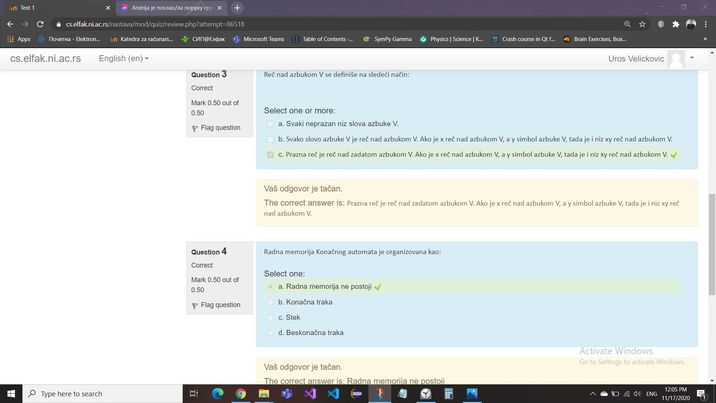 Test 1
Andrija je poslao/la poruku gru
cs.elfak.ni.ac.rs/nastava/mod/quiz/review.php?attempt=86518
Apps
Почетна - Elektron...
Katedra za računars...
СИП@Елфак
Microsoft Teams
Table of Contents -...
SymPy Gamma
Physics | Science | K...
Crash course in Qt f...
Brain Exercises, Brai...
cs.elfak.ni.ac.rs
English (en)
Uros Velickovic
Question 3
Correct
Mark 0.50 out of
0.50
Flag question
Reč nad azbukom V se definiše na sledeći način:
Select one or more:
a. Svaki neprazan niz slova azbuke V.
b. Svako slovo azbuke V je reč nad azbukom V. Ako je x reč nad azbukom V, a y simbol azbuke V, tada je i niz xy reč nad azbukom V.
c. Prazna reč je reč nad zadatom azbukom V. Ako je x reč nad azbukom V, a y simbol azbuke V, tada je i niz xy reč nad azbukom V.
Vaš odgovor je tačan.
The correct answer is: Prazna reč je reč nad zadatom azbukom V. Ako je x reč nad azbukom V, a y simbol azbuke V, tada je i niz xy reč
nad azbukom V.
Question 4
Correct
Mark 0.50 out of
0.50
Flag question
Radna memorija Konačnog automata je organizovana kao:
Select one:
a. Radna memorija ne postoji
b. Konačna traka
c. Stek
d. Beskonačna traka
Vaš odgovor je tačan.
The correct answer is: Radna memorija ne postoji
Activate Windows
Go to Settings to activate Windows.
Type here to search
ENG
12:05 PM
11/17/2020